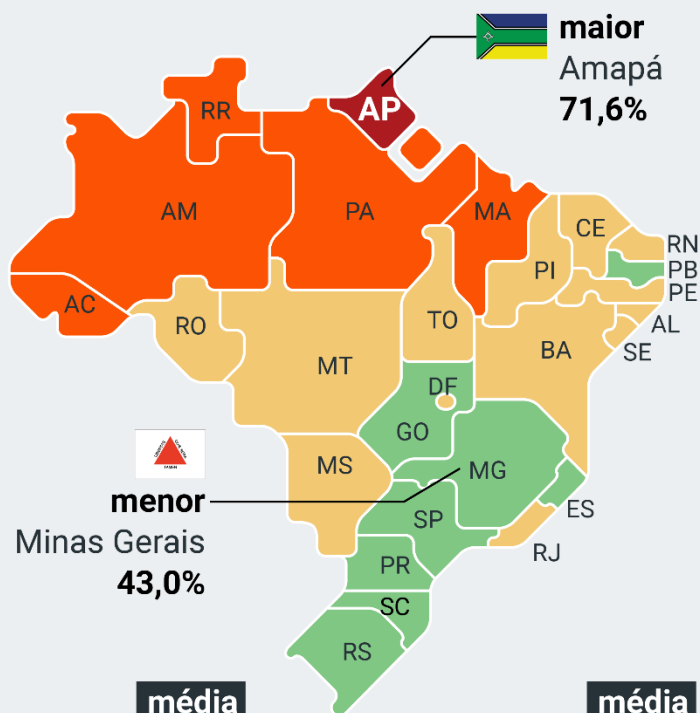 maior
Amapá
71,6%
AP
RR
AM
PA
MA
CE
RN
PB
PI
PE
AC
RO
TO
AL
SE
BA
MT
DF
GO
MS
MG
menor
Minas Gerais
43,0%
SP
ES
RJ
PR
SC
RS
média
média